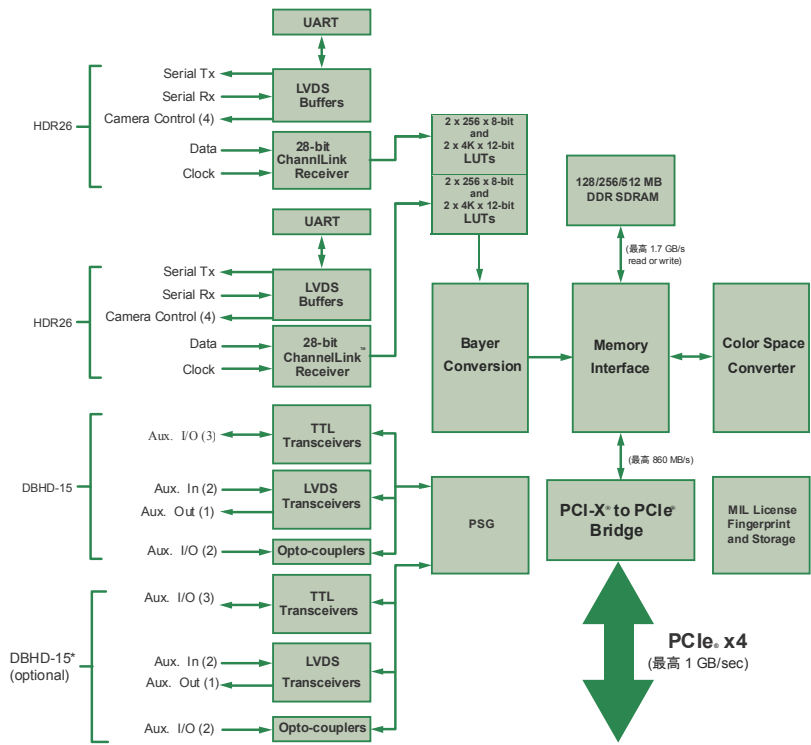 UART
Serial Tx
Serial Rx
Camera Control (4)
LVDS
Buffers
HDR26
Data
Clock
28-bit
ChannlLink
Receiver
2 x 256 x 8-bit
and
2 x 4K x 12-bit
LUTs
2 x 256 x 8-bit
and
2 x 4K x 12-bit
LUTs
128/256/512 MB
DDR SDRAM
(最高 1.7 GB/s
read or write)
UART
Serial Tx
Serial Rx
Camera Control (4)
LVDS
Buffers
HDR26
Data
Clock
28-bit
ChannelLink™
Receiver
Bayer
Conversion
Memory
Interface
Color Space
Converter
(最高 860 MB/s)
DBHD-15
Aux. I/O (3)
TTL
Transceivers
Aux. In (2)
Aux. Out (1)
LVDS
Transceivers
Aux. I/O (2)
Opto-couplers
PSG
PCI-X® to PCIe®
Bridge
MIL License
Fingerprint
and Storage
DBHD-15*
(optional)
Aux. I/O (3)
TTL
Transceivers
Aux. In (2)
Aux. Out (1)
LVDS
Transceivers
Aux. I/O (2)
Opto-couplers
PCIe® x4
(最高 1 GB/sec)